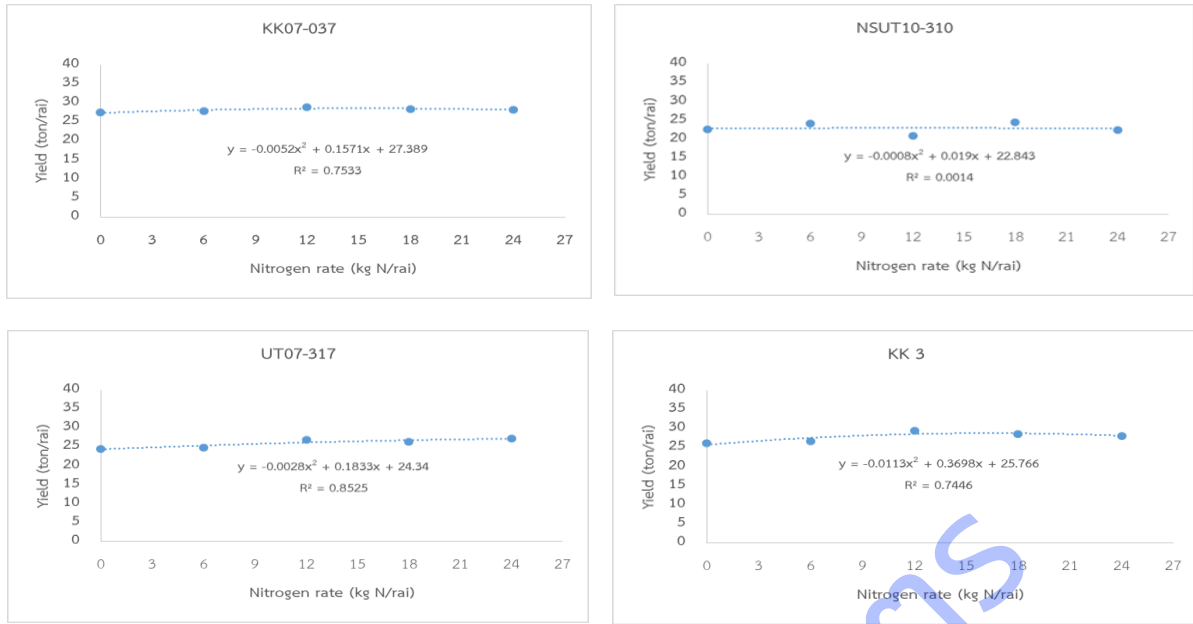 KK07-037
Yield (ton/rai)
40
35
30
25
20
15
10
5
0
y = -0.0052x² + 0.1571x + 27.389
R² = 0.7533
0 3 6 9 12 15 18 21 24 27
Nitrogen rate (kg N/rai)
NSUT10-310
Yield (ton/rai)
40
35
30
25
20
15
10
5
0
y = -0.0008x² + 0.019x + 22.843
R² = 0.0014
0 3 6 9 12 15 18 21 24 27
Nitrogen rate (kg N/rai)
UT07-317
Yield (ton/rai)
40
35
30
25
20
15
10
5
0
y = -0.0028x² + 0.1833x + 24.34
R² = 0.8525
0 3 6 9 12 15 18 21 24 27
Nitrogen rate (kg N/rai)
KK 3
Yield (ton/rai)
40
35
30
25
20
15
10
5
0
y = -0.0113x² + 0.3698x + 25.766
R² = 0.7446
0 3 6 9 12 15 18 21 24 27
Nitrogen rate (kg N/rai)